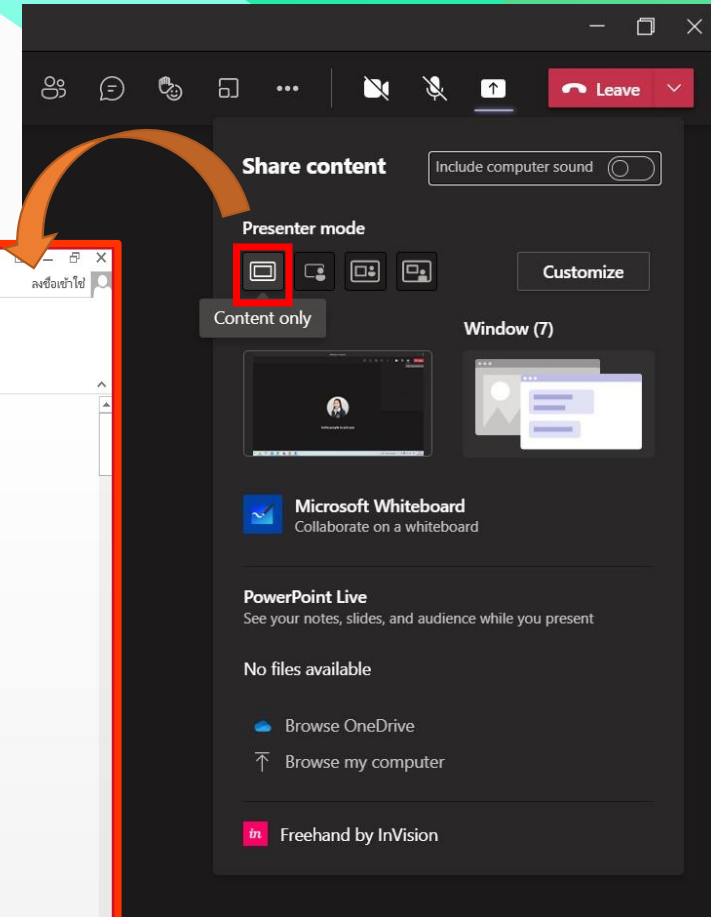 Leave
Share content
Include computer sound
Presenter mode
Customize
Content only
Window (7)
ลงชื่อเข้าใช้
Microsoft Whiteboard
Collaborate on a whiteboard
PowerPoint Live
See your notes, slides, and audience while you present
No files available
Browse OneDrive
Browse my computer
in Freehand by InVision